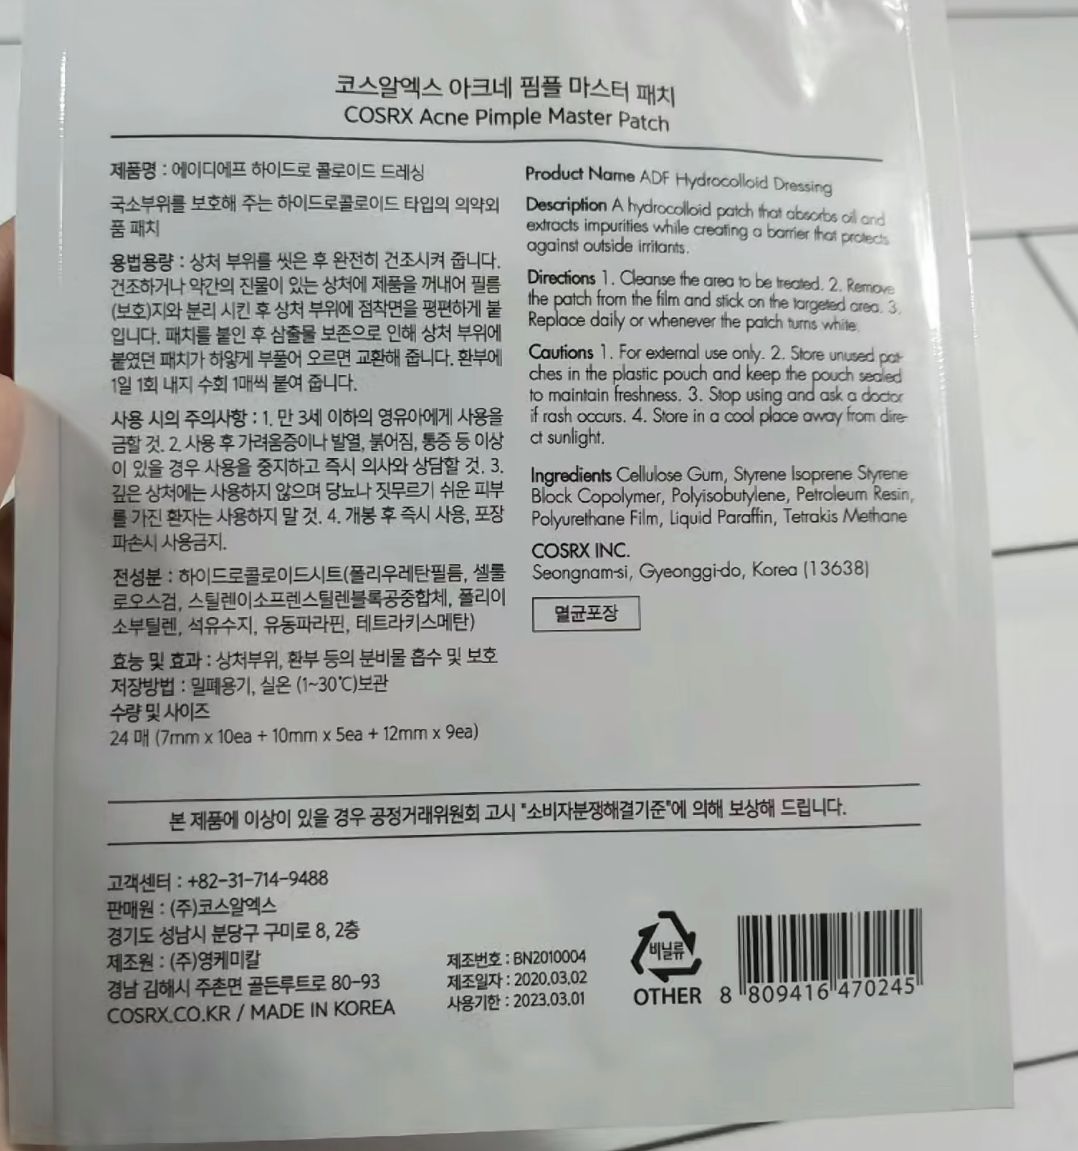 코스알엑스 아크네 핌플 마스터 패치
COSRX Acne Pimple Master Patch
제품명 : 에이디에프 하이드로 콜로이드 드레싱
국소부위를 보호해 주는 하이드로콜로이드 타입의 의약외
품 패치
용법용량 : 상처 부위를 씻은 후 완전히 건조시켜 줍니다.
건조하거나 약간의 진물이 있는 상처에 제품을 꺼내어 필름
(보호)지와 분리 시킨 후 상처 부위에 점착면을 평편하게 붙
입니다. 패치를 붙인 후 삼출물 보존으로 인해 상처 부위에
붙였던 패치가 하얗게 부풀어 오르면 교환해 줍니다. 환부에
1일 1회 내지 수회 1매씩 붙여 줍니다.
사용 시의 주의사항 : 1. 만 3세 이하의 영유아에게 사용을
금할 것. 2. 사용 후 가려움증이나 발열, 붉어짐, 통증 등 이상
이 있을 경우 사용을 중지하고 즉시 의사와 상담할 것. 3.
깊은 상처에는 사용하지 않으며 당뇨나 짓무르기 쉬운 피부
를 가진 환자는 사용하지 말 것. 4. 개봉 후 즉시 사용, 포장
파손시 사용금지.
전성분 : 하이드로콜로이드시트(폴리우레탄필름, 셀룰
로오스검, 스틸렌이소프렌스틸렌블록공중합체, 폴리이
소부틸렌, 석유수지, 유동파라핀, 테트라키스메탄)
효능 및 효과 : 상처부위, 환부 등의 분비물 흡수 및 보호
저장방법 : 밀폐용기, 실온 (1~30℃)보관
수량 및 사이즈
24 매 (7mm x 10ea + 10mm x 5ea + 12mm x 9ea)
Product Name ADF Hydrocolloid Dressing
Description A hydrocolloid patch that absorbs oil and
extracts impurities while creating a barrier that protects
against outside irritants.
Directions 1. Cleanse the area to be treated. 2. Remove
the patch from the film and stick on the targeted area. 3.
Replace daily or whenever the patch turns white.
Cautions 1. For external use only. 2. Store unused pat-
ches in the plastic pouch and keep the pouch sealed
to maintain freshness. 3. Stop using and ask a doctor
if rash occurs. 4. Store in a cool place away from dire-
ct sunlight.
Ingredients Cellulose Gum, Styrene Isoprene Styrene
Block Copolymer, Polyisobutylene, Petroleum Resin,
Polyurethane Film, Liquid Paraffin, Tetrakis Methane
COSRX INC.
Seongnam-si, Gyeonggi-do, Korea (13638)
멸균포장
본 제품에 이상이 있을 경우 공정거래위원회 고시 "소비자분쟁해결기준"에 의해 보상해 드립니다.
고객센터 : +82-31-714-9488
판매원 : (주)코스알엑스
경기도 성남시 분당구 구미로 8, 2층
제조원 : (주)영케미칼
경남 김해시 주촌면 골든루트로 80-93
COSRX.CO.KR / MADE IN KOREA
제조번호 : BN2010004
제조일자 : 2020.03.02
사용기한 : 2023.03.01
비닐류
OTHER
8 809416 470245